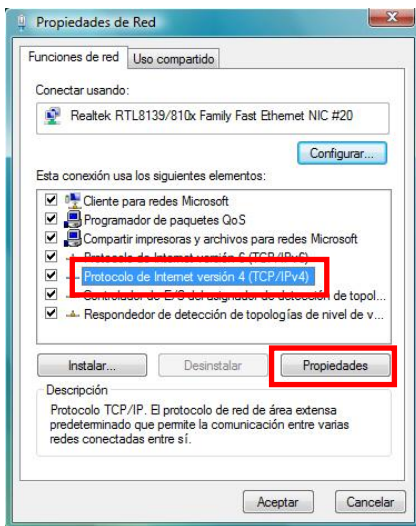 Propiedades de Red
Funciones de red Uso compartido
Conectar usando:
Realtek RTL8139/810x Family Fast Ethernet NIC #20
Configurar...
Esta conexión usa los siguientes elementos:
Cliente para redes Microsoft
Programador de paquetes QoS
Compartir impresoras y archivos para redes Microsoft
Protocolo de Internet versión 6 (TCP/IPv6)
Protocolo de Internet versión 4 (TCP/IPv4)
Controlador de E/S del asignador de detección de topol...
Respondedor de detección de topologías de nivel de v...
Instalar... Desinstalar Propiedades
Descripción
Protocolo TCP/IP. El protocolo de red de área extensa
predeterminado que permite la comunicación entre varias
redes conectadas entre sí.
Aceptar Cancelar